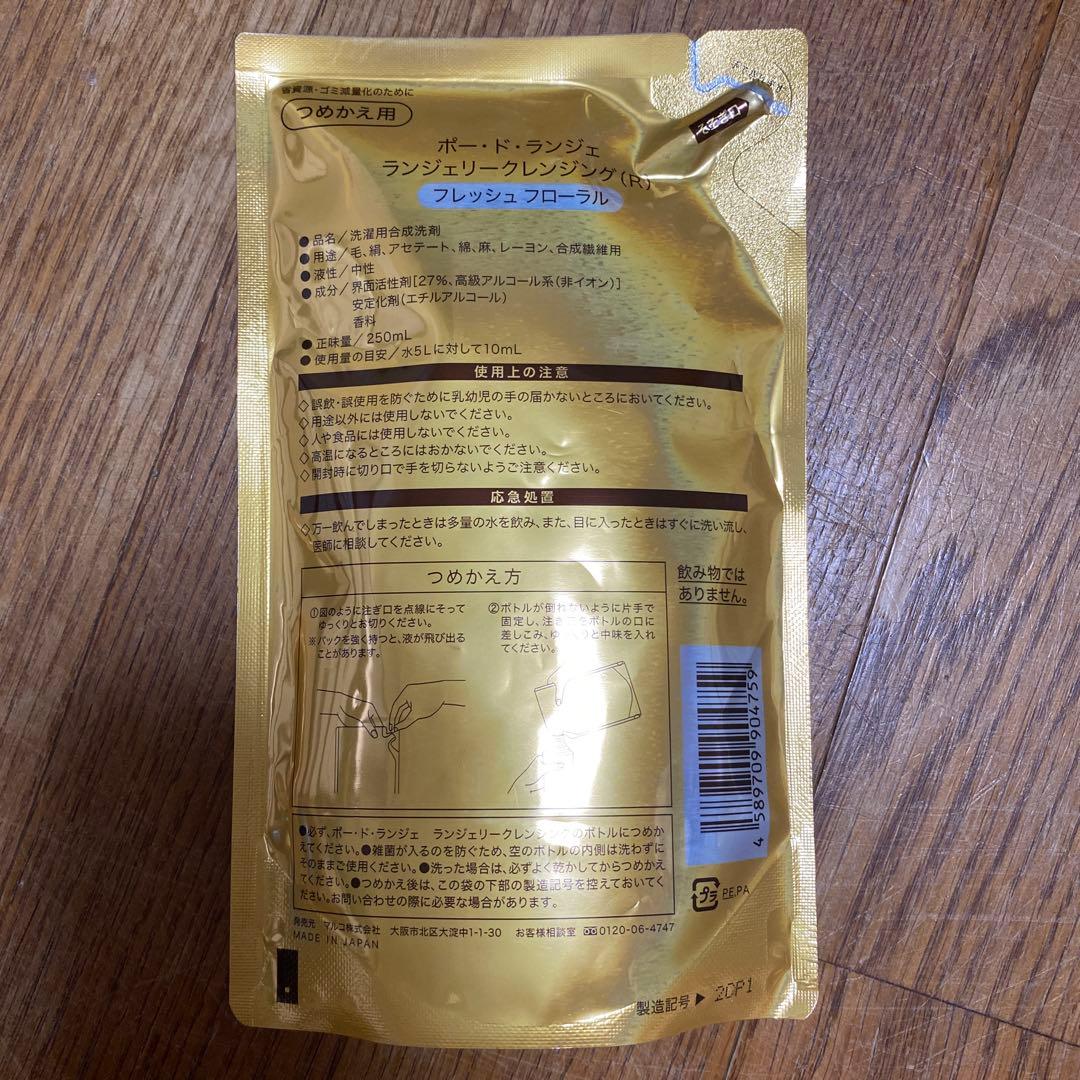 省資源・ゴミ減量化のために
つめかえ用
ポー・ド・ランジェ
ランジェリークレンジング(R)
フレッシュ フローラル
●品名/洗濯用合成洗剤
●用途/毛、絹、アセテート、綿、麻、レーヨン、合成繊維用
●液性/中性
●成分/界面活性剤[27%、高級アルコール系(非イオン)]
安定化剤(エチルアルコール)
香料
●正味量/250mL
●使用量の目安/水5Lに対して10mL
使用上の注意
◇誤飲・誤使用を防ぐために乳幼児の手の届かないところにおいてください。
◇用途以外には使用しないでください。
◇人や食品には使用しないでください。
◇高温になるところにはおかないでください。
◇開封時に切り口で手を切らないようご注意ください。
応急処置
◇万一飲んでしまったときは多量の水を飲み、また、目に入ったときはすぐに洗い流し、
医師に相談してください。
つめかえ方
①図のように注ぎ口を点線にそって
ゆっくりとお切りください。
※パックを強く持つと、液が飛び出る
ことがあります。
②ボトルが倒れないように片手で
固定し、注ぎ口をボトルの口に
差しこみ、ゆっくりと中味を入れ
てください。
飲み物では
ありません。
4 589709 904759
●必ず、ポー・ド・ランジェ ランジェリークレンジングのボトルにつめか
えてください。●雑菌が入るのを防ぐため、空のボトルの内側は洗わずに
そのままご使用ください。●洗った場合は、必ずよく乾かしてからつめかえ
てください。●つめかえ後は、この袋の下部の製造記号を控えておいてく
ださい。お問い合わせの際に必要な場合があります。
プラ PE,PA
発売元 マルコ株式会社 大阪市北区大淀中1-1-30 お客様相談室 0120-06-4747
MADE IN JAPAN
製造記号▶ 2CP1